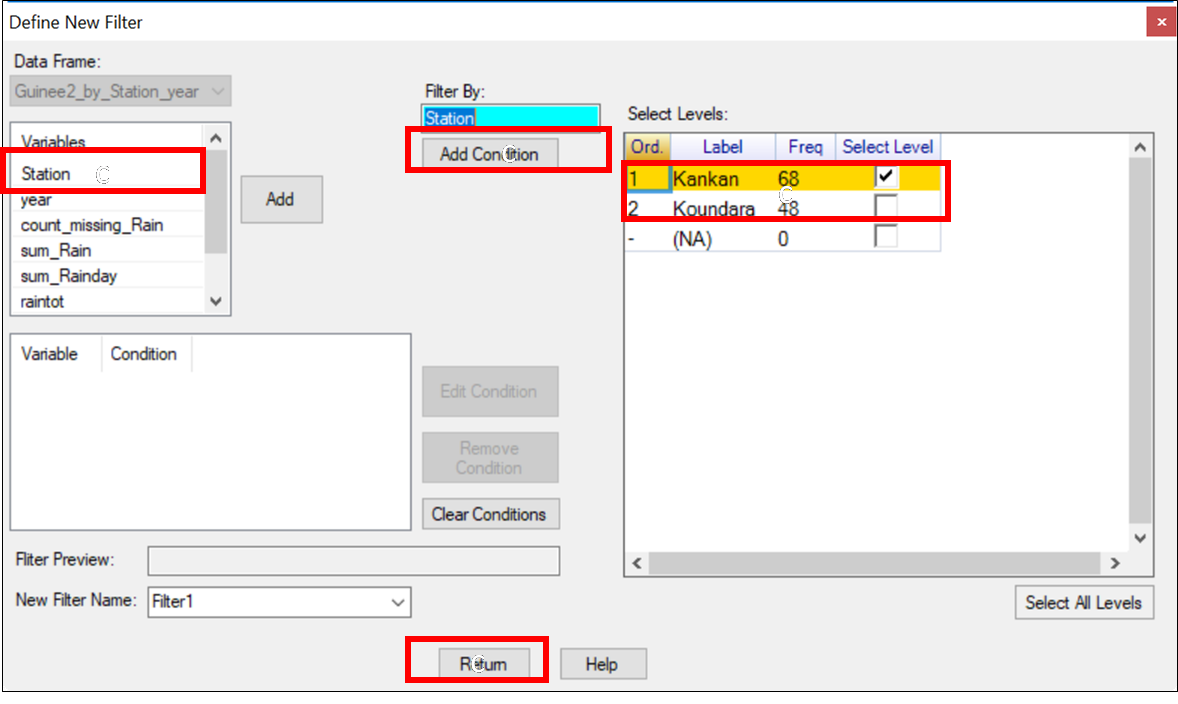 Define New Filter
Data Frame:
Guinee2_by_Station_year
Variables
Station
year
count_missing_Rain
sum_Rain
sum_Rainday
raintot
Add
Filter By:
Station
Add Condition
Select Levels:
Ord. Label Freq Select Level
1 Kankan 68
2 Koundara 48
- (NA) 0
Variable Condition
Edit Condition
Remove
Condition
Clear Conditions
Fliter Preview:
New Filter Name: Filter1
Select All Levels
Return
Help